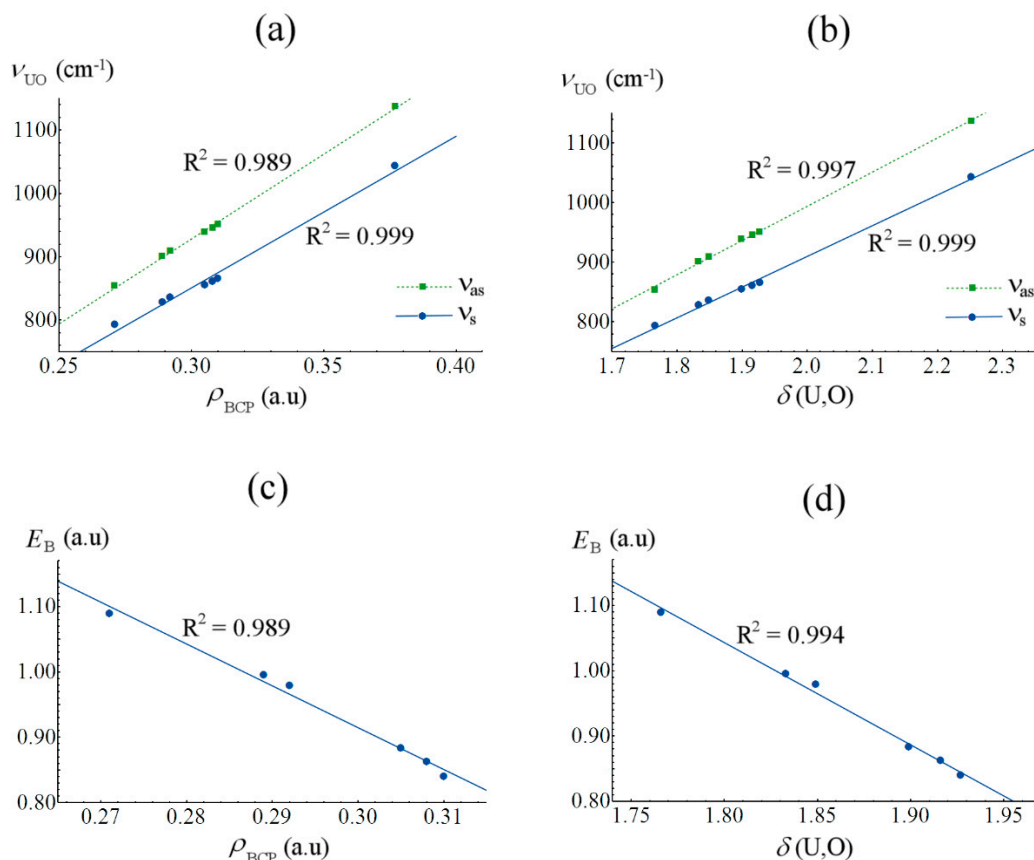 (a)
ν_UO (cm⁻¹)
1100
1000
900
800
R² = 0.989
R² = 0.999
ν_as
ν_s
0.25
0.30
0.35
0.40
ρ_BCP (a.u)
(b)
ν_UO (cm⁻¹)
1100
1000
900
800
R² = 0.997
R² = 0.999
ν_as
ν_s
1.7
1.8
1.9
2.0
2.1
2.2
2.3
δ (U,O)
(c)
E_B (a.u)
1.10
1.00
0.90
0.80
R² = 0.989
0.27
0.28
0.29
0.30
0.31
ρ_BCP (a.u)
(d)
E_B (a.u)
1.10
1.00
0.90
0.80
R² = 0.994
1.75
1.80
1.85
1.90
1.95
δ (U,O)